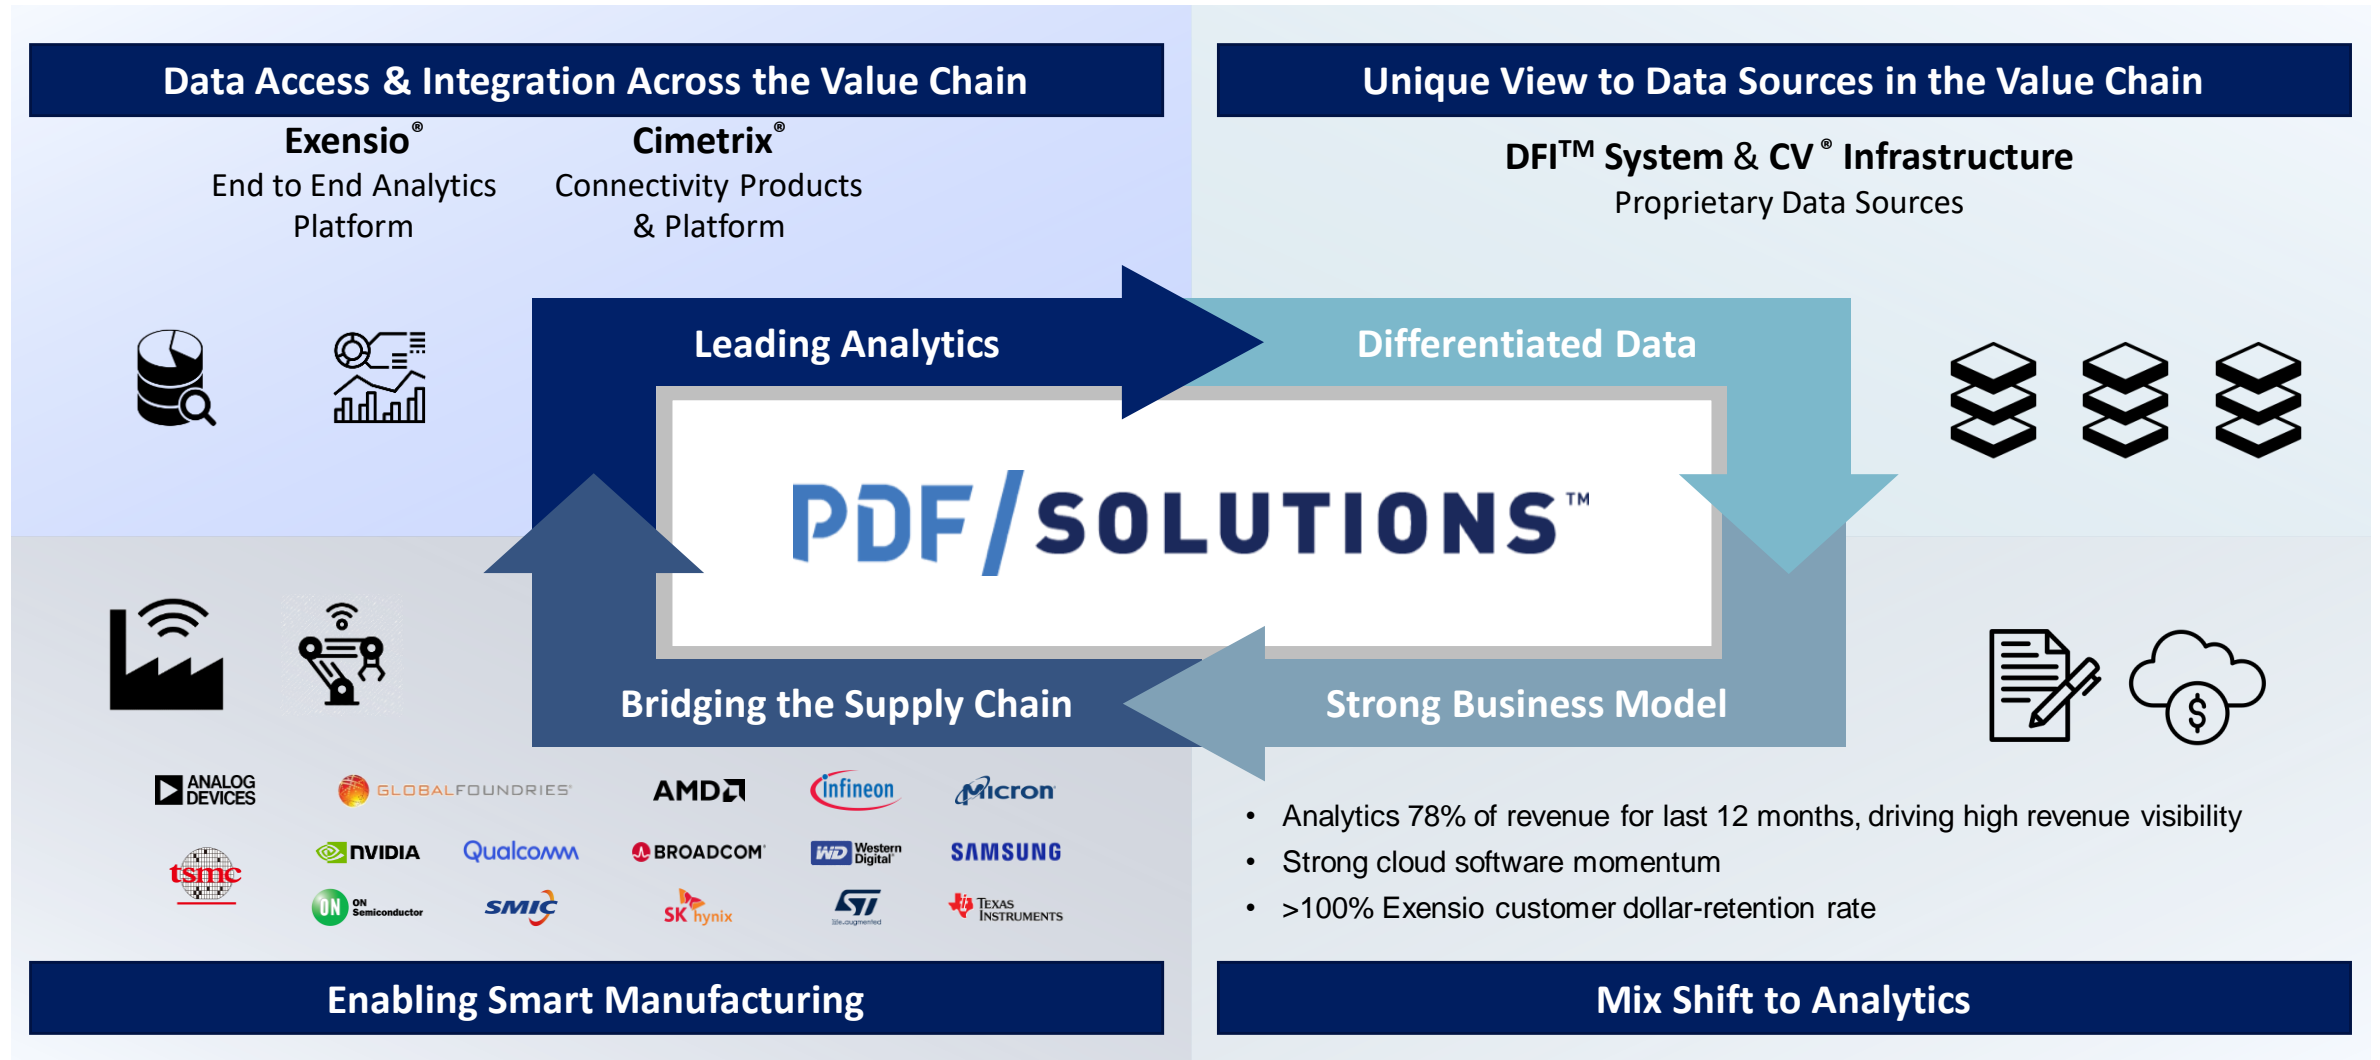 Data Access & Integration Across the Value Chain
Exensio®
End to End Analytics
Platform
Cimetrix®
Connectivity Products
& Platform
Unique View to Data Sources in the Value Chain
DFI™ System & CV® Infrastructure
Proprietary Data Sources
Leading Analytics
Differentiated Data
PDF/SOLUTIONS™
Bridging the Supply Chain
Strong Business Model
ANALOG
DEVICES
GLOBALFOUNDRIES
AMD
infineon
Micron
tsmc
NVIDIA
Qualcomm
BROADCOM
WD Western
Digital
SAMSUNG
ON ON
Semiconductor
SMIC
SK hynix
ST
life.augmented
TEXAS
INSTRUMENTS
• Analytics 78% of revenue for last 12 months, driving high revenue visibility
• Strong cloud software momentum
• >100% Exensio customer dollar-retention rate
$
Enabling Smart Manufacturing
Mix Shift to Analytics